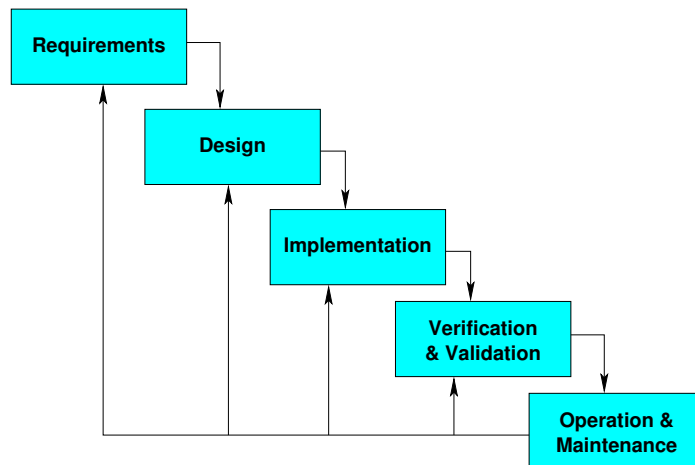 Requirements
Design
Implementation
Verification
& Validation
Operation &
Maintenance